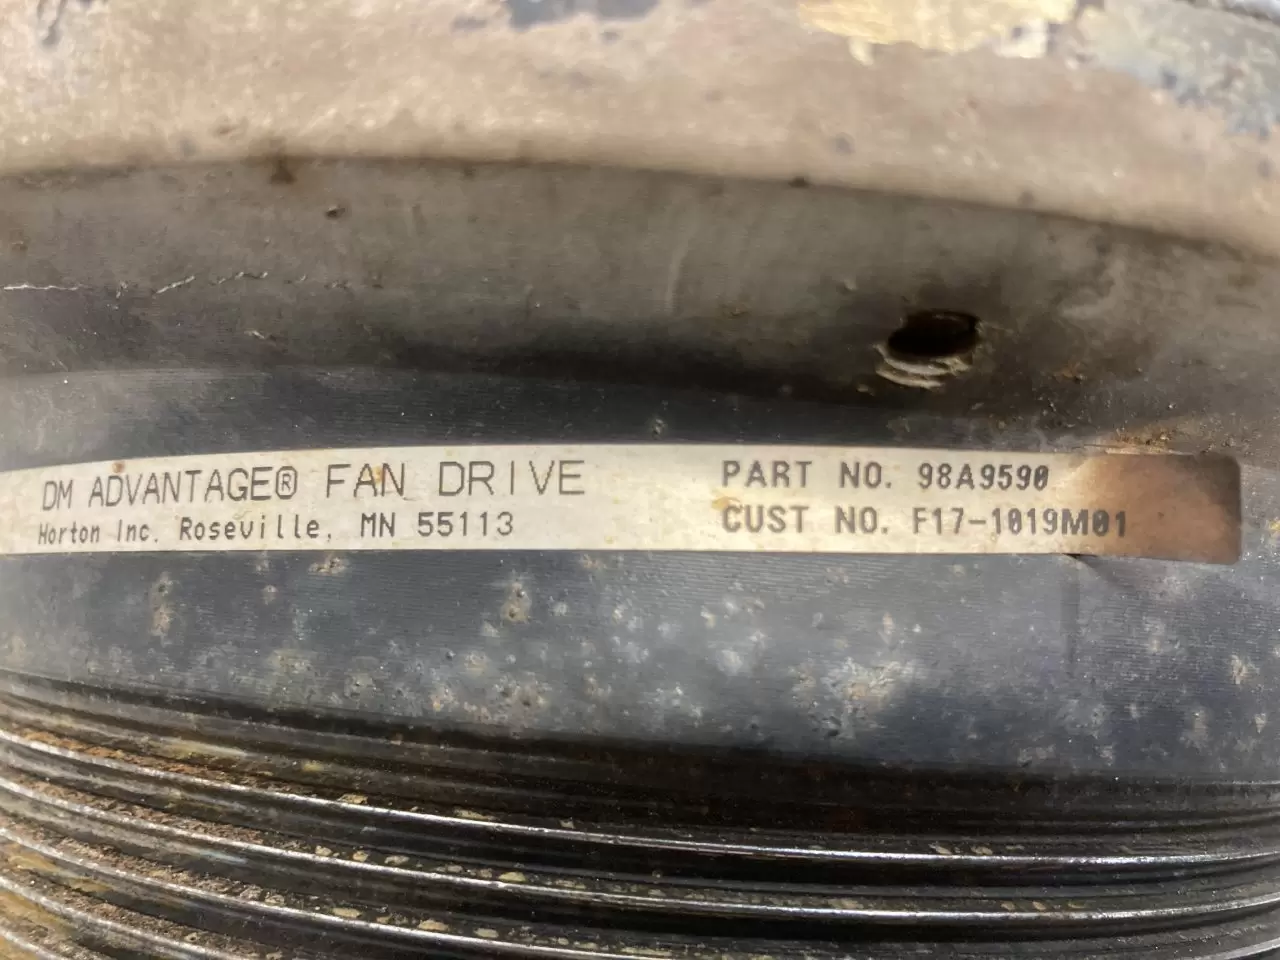 DM ADVANTAGE® FAN DRIVE
Horton Inc. Roseville, MN 55113
PART NO. 98A9590
CUST NO. F17-1019M01